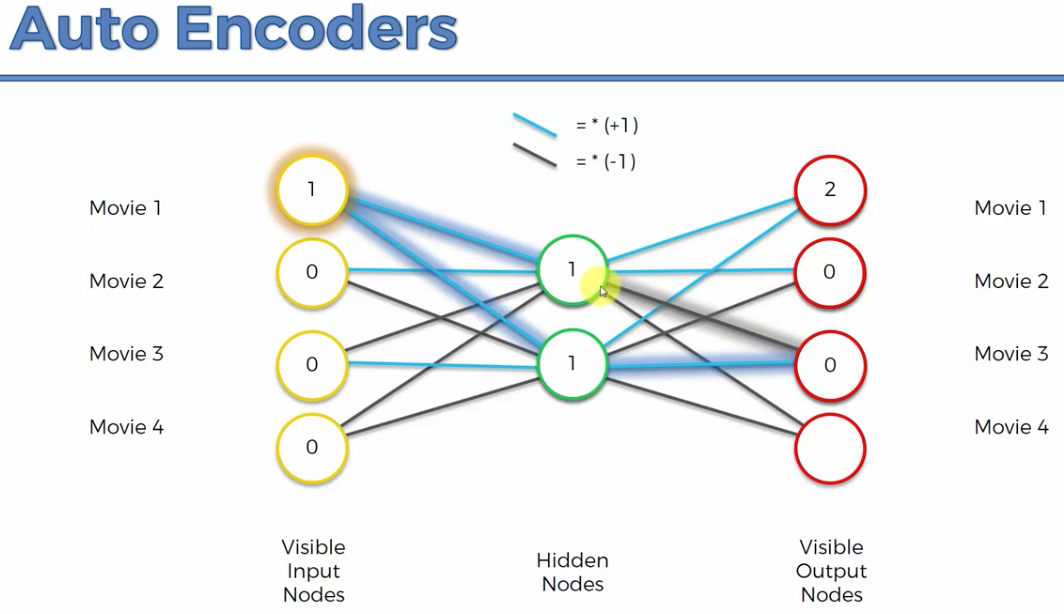 Auto Encoders
= * (+1)
= * (-1)
1
2
Movie 1
Movie 1
0
1
0
Movie 2
Movie 2
0
1
0
Movie 3
Movie 3
0
Movie 4
Movie 4
Visible
Input
Nodes
Hidden
Nodes
Visible
Output
Nodes